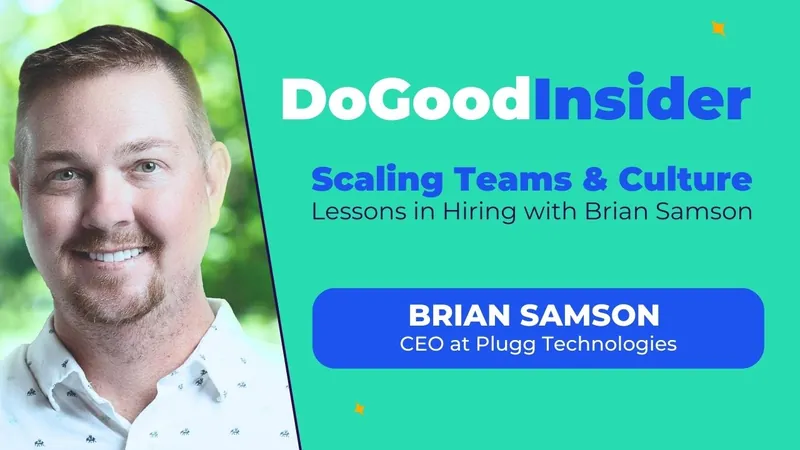 DoGoodInsider
Scaling Teams & Culture
Lessons in Hiring with Brian Samson
BRIAN SAMSON
CEO at Plugg Technologies